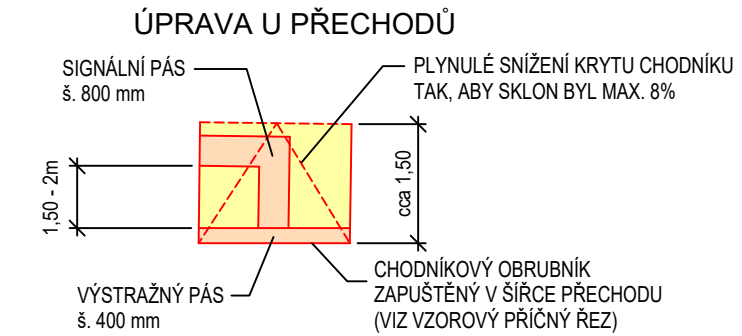 ÚPRAVA U PŘECHODŮ
SIGNÁLNÍ PÁS
š. 800 mm
PLYNULÉ SNÍŽENÍ KRYTU CHODNÍKU
TAK, ABY SKLON BYL MAX. 8%
1,50 - 2m
cca 1,50
VÝSTRAŽNÝ PÁS
š. 400 mm
CHODNÍKOVÝ OBRUBNÍK
ZAPUŠTĚNÝ V ŠÍŘCE PŘECHODU
(VIZ VZOROVÝ PŘÍČNÝ ŘEZ)